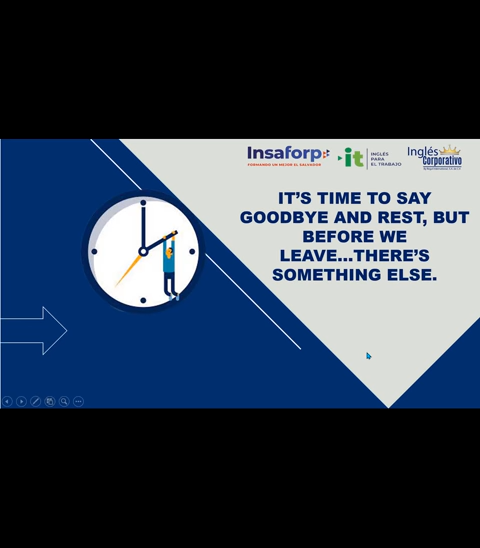 Insaforp
FORMANDO UN MEJOR EL SALVADOR
it
INGLÉS
PARA
EL TRABAJO
Inglés
Corporativo
IT'S TIME TO SAY
GOODBYE AND REST, BUT
BEFORE WE
LEAVE...THERE'S
SOMETHING ELSE.